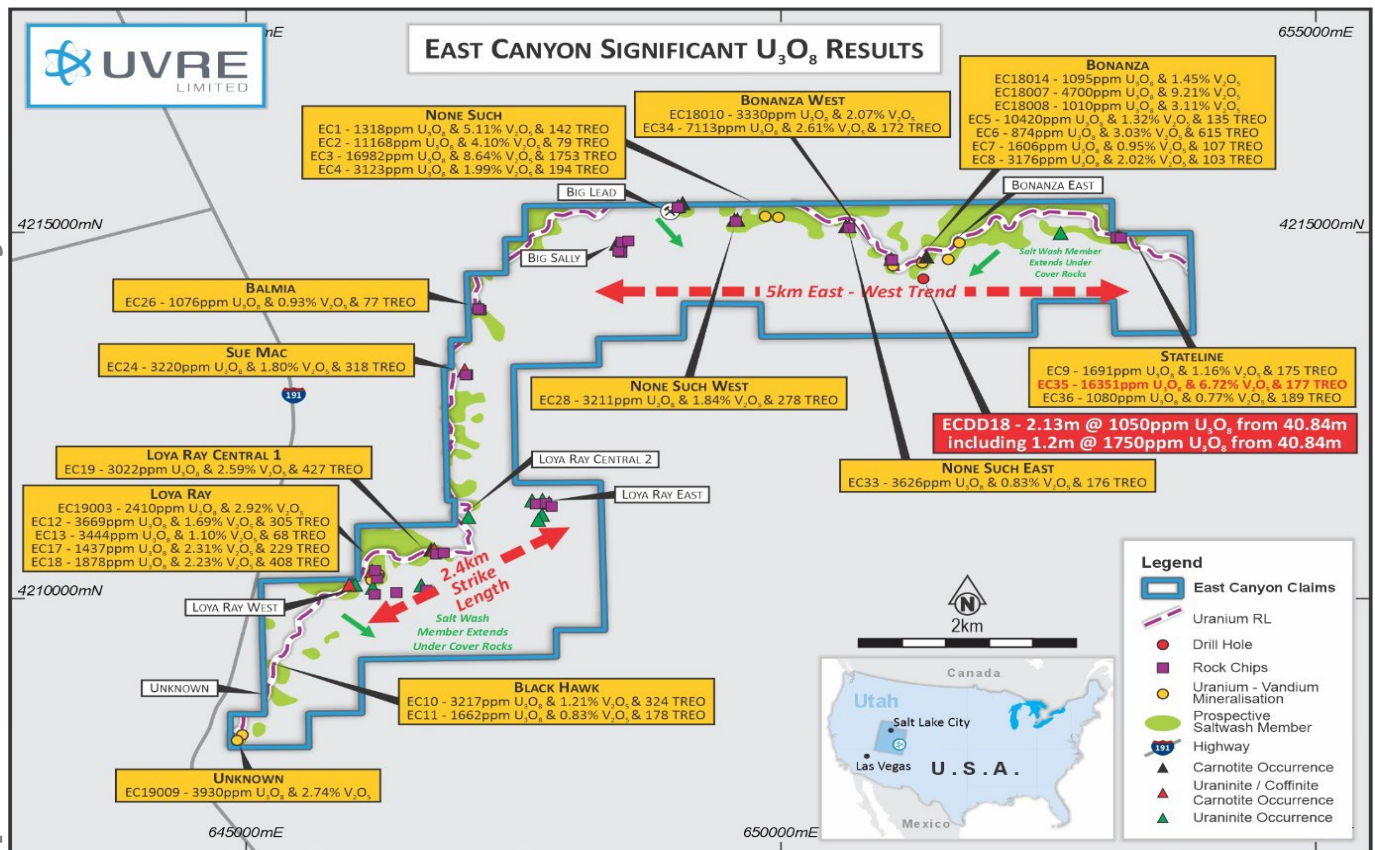 UVRE
LIMITED
mE
655000mE
EAST CANYON SIGNIFICANT U₃O₈ RESULTS
BONANZA
EC18014 - 1095ppm U₃O₈ & 1.45% V₂O₅
EC18007 - 4700ppm U₃O₈ & 9.21% V₂O₅
EC18008 - 1010ppm U₃O₈ & 3.11% V₂O₅
EC5 - 10420ppm U₃O₈ & 1.32% V₂O₅ & 135 TREO
EC6 - 874ppm U₃O₈ & 3.03% V₂O₅ & 615 TREO
EC7 - 1606ppm U₃O₈ & 0.95% V₂O₅ & 107 TREO
EC8 - 3176ppm U₃O₈ & 2.02% V₂O₅ & 103 TREO
BONANZA WEST
EC18010 - 3330ppm U₃O₈ & 2.07% V₂O₅
EC34 - 7113ppm U₃O₈ & 2.61% V₂O₅ & 172 TREO
NONE SUCH
EC1 - 1318ppm U₃O₈ & 5.11% V₂O₅ & 142 TREO
EC2 - 11168ppm U₃O₈ & 4.10% V₂O₅ & 79 TREO
EC3 - 16982ppm U₃O₈ & 8.64% V₂O₅ & 1753 TREO
EC4 - 3123ppm U₃O₈ & 1.99% V₂O₅ & 194 TREO
BIG LEAD
BONANZA EAST
4215000mN
4215000mN
BIG SALLY
Salt Wash Member
Extends Under
Cover Rocks
5km East - West Trend
BALMIA
EC26 - 1076ppm U₃O₈ & 0.93% V₂O₅ & 77 TREO
SUE MAC
EC24 - 3220ppm U₃O₈ & 1.80% V₂O₅ & 318 TREO
191
NONE SUCH WEST
EC28 - 3211ppm U₃O₈ & 1.84% V₂O₅ & 278 TREO
STATELINE
EC9 - 1691ppm U₃O₈ & 1.16% V₂O₅ & 175 TREO
EC35 - 16351ppm U₃O₈ & 6.72% V₂O₅ & 177 TREO
EC36 - 1080ppm U₃O₈ & 0.77% V₂O₅ & 189 TREO
ECDD18 - 2.13m @ 1050ppm U₃O₈ from 40.84m
including 1.2m @ 1750ppm U₃O₈ from 40.84m
NONE SUCH EAST
EC33 - 3626ppm U₃O₈ & 0.83% V₂O₅ & 176 TREO
LOYA RAY CENTRAL 1
EC19 - 3022ppm U₃O₈ & 2.59% V₂O₅ & 427 TREO
LOYA RAY CENTRAL 2
LOYA RAY EAST
LOYA RAY
EC19003 - 2410ppm U₃O₈ & 2.92% V₂O₅
EC12 - 3669ppm U₃O₈ & 1.69% V₂O₅ & 305 TREO
EC13 - 3444ppm U₃O₈ & 1.10% V₂O₅ & 68 TREO
EC17 - 1437ppm U₃O₈ & 2.31% V₂O₅ & 229 TREO
EC18 - 1878ppm U₃O₈ & 2.23% V₂O₅ & 408 TREO
2.4km
Strike
Length
4210000mN
LOYA RAY WEST
Salt Wash
Member Extends
Under Cover Rocks
UNKNOWN
BLACK HAWK
EC10 - 3217ppm U₃O₈ & 1.21% V₂O₅ & 324 TREO
EC11 - 1662ppm U₃O₈ & 0.83% V₂O₅ & 178 TREO
UNKNOWN
EC19009 - 3930ppm U₃O₈ & 2.74% V₂O₅
645000mE
650000mE
N
2km
Canada
Utah
Salt Lake City
Las Vegas
U.S.A.
Mexico
Legend
East Canyon Claims
Uranium RL
Drill Hole
Rock Chips
Uranium - Vandium
Mineralisation
Prospective
Saltwash Member
191
Highway
Carnotite Occurrence
Uraninite / Coffinite
Carnotite Occurrence
Uraninite Occurrence